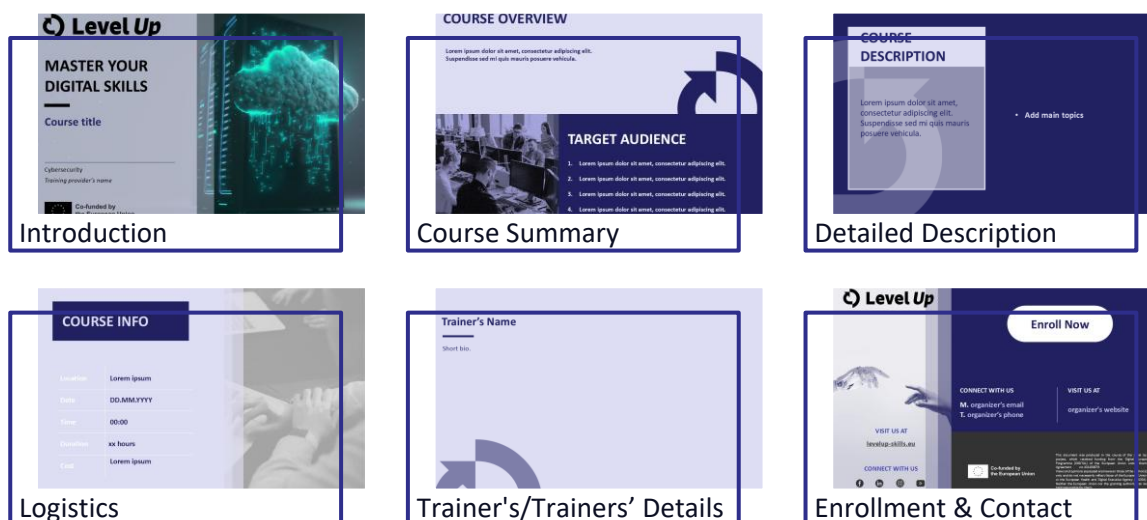 Level Up
MASTER YOUR
DIGITAL SKILLS
Course title
Cybersecurity
Training provider's name
Co-funded by
the European Union
Introduction
COURSE OVERVIEW
Lorem ipsum dolor sit amet, consectetur adipiscing elit.
Suspendisse sed mi quis mauris posuere vehicula.
TARGET AUDIENCE
1. Lorem ipsum dolor sit amet, consectetur adipiscing elit.
2. Lorem ipsum dolor sit amet, consectetur adipiscing elit.
3. Lorem ipsum dolor sit amet, consectetur adipiscing elit.
4. Lorem ipsum dolor sit amet, consectetur adipiscing elit.
Course Summary
COURSE
DESCRIPTION
Lorem ipsum dolor sit amet,
consectetur adipiscing elit.
Suspendisse sed mi quis mauris
posuere vehicula.
• Add main topics
Detailed Description
COURSE INFO
Location Lorem ipsum
Date DD.MM.YYYY
Time 00:00
Duration xx hours
Cost Lorem ipsum
Logistics
Trainer's Name
Short bio.
Trainer's/Trainers’ Details
Level Up
VISIT US AT
levelup-skills.eu
CONNECT WITH US
Enroll Now
CONNECT WITH US
M. organizer's email
T. organizer's phone
VISIT US AT
organizer's website
Co-funded by
the European Union
Enrollment & Contact